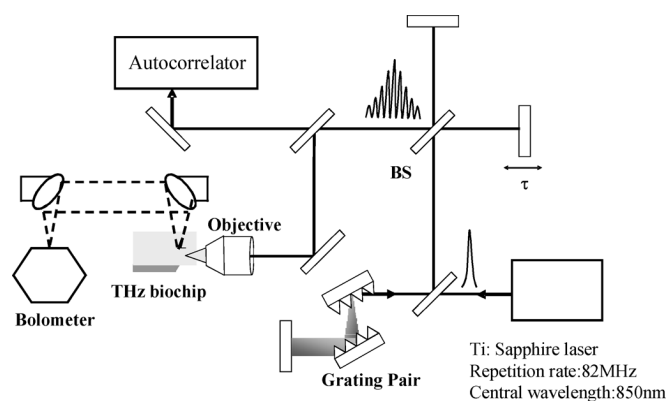 Autocorrelator
BS
τ
Objective
THz biochip
Bolometer
Grating Pair
Ti: Sapphire laser
Repetition rate:82MHz
Central wavelength:850nm